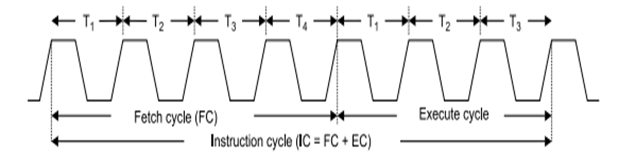 T1 T2 T3 T4 T1 T2 T3
Fetch cycle (FC) Execute cycle
Instruction cycle (IC = FC + EC)